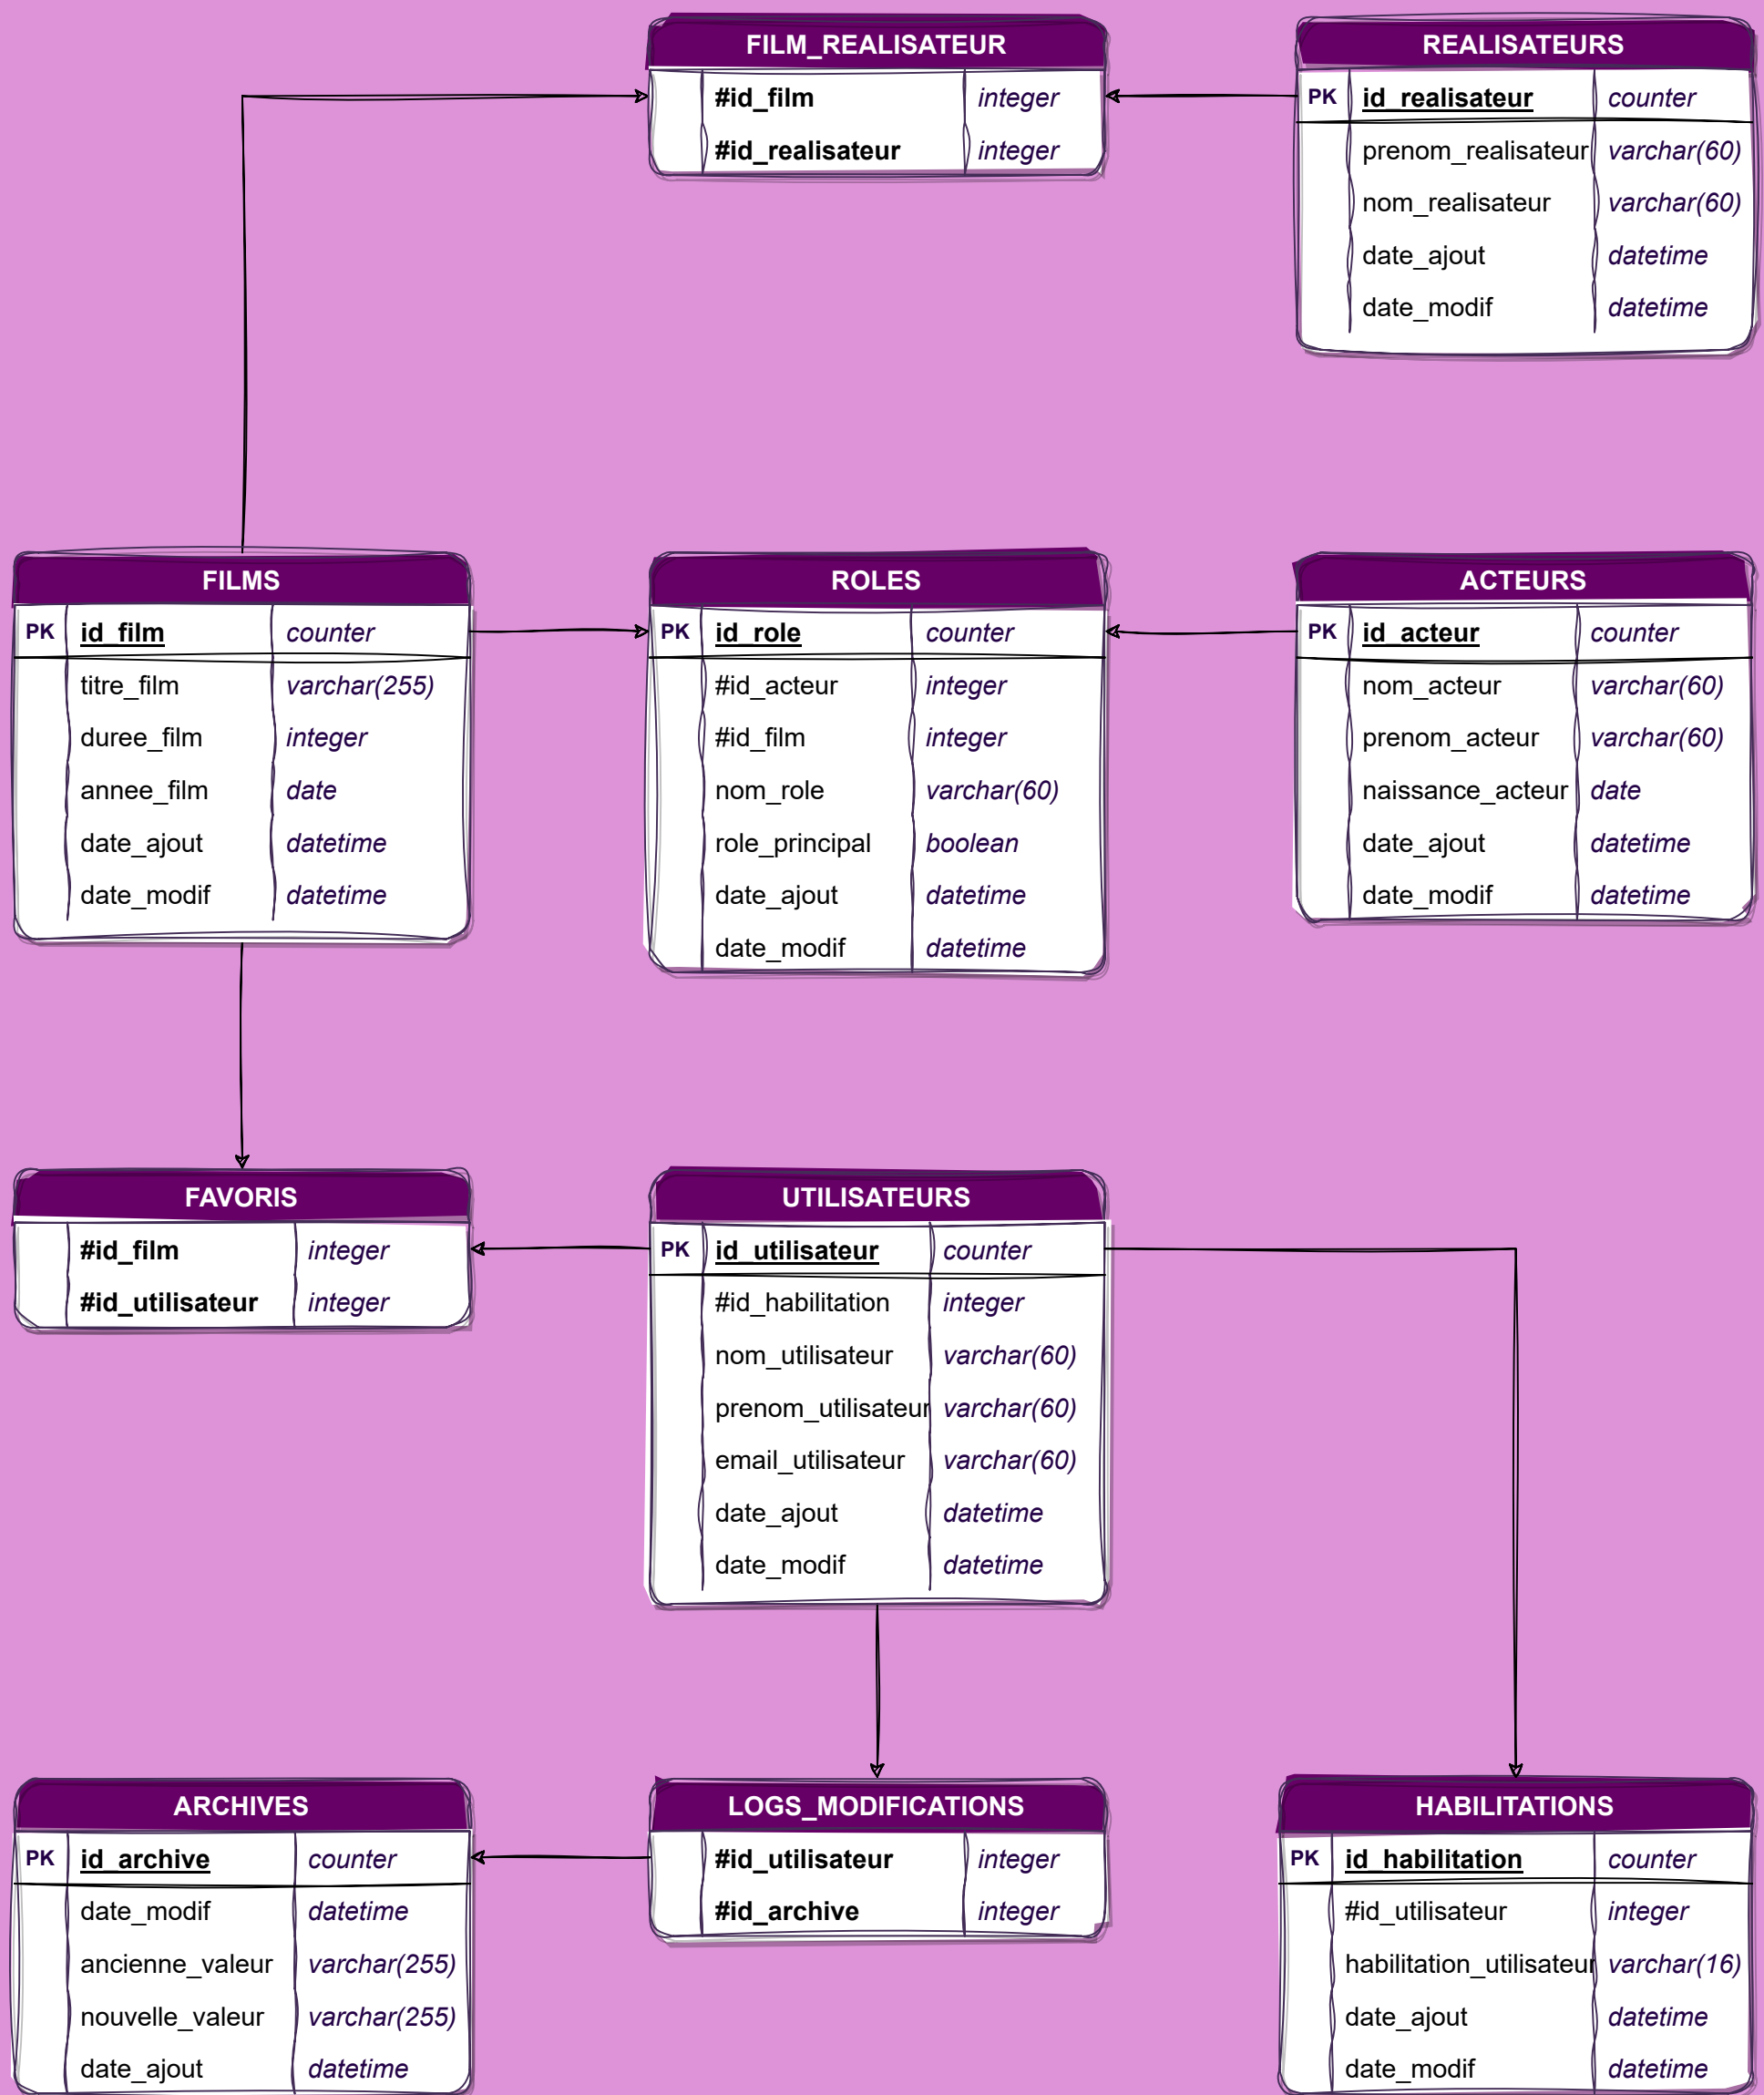 FILM_REALISATEUR
#id_film integer
#id_realisateur integer
REALISATEURS
PK id_realisateur counter
prenom_realisateur varchar(60)
nom_realisateur varchar(60)
date_ajout datetime
date_modif datetime
FILMS
PK id_film counter
titre_film varchar(255)
duree_film integer
annee_film date
date_ajout datetime
date_modif datetime
ROLES
PK id_role counter
#id_acteur integer
#id_film integer
nom_role varchar(60)
role_principal boolean
date_ajout datetime
date_modif datetime
ACTEURS
PK id_acteur counter
nom_acteur varchar(60)
prenom_acteur varchar(60)
naissance_acteur date
date_ajout datetime
date_modif datetime
FAVORIS
#id_film integer
#id_utilisateur integer
UTILISATEURS
PK id_utilisateur counter
#id_habilitation integer
nom_utilisateur varchar(60)
prenom_utilisateur varchar(60)
email_utilisateur varchar(60)
date_ajout datetime
date_modif datetime
ARCHIVES
PK id_archive counter
date_modif datetime
ancienne_valeur varchar(255)
nouvelle_valeur varchar(255)
date_ajout datetime
LOGS_MODIFICATIONS
#id_utilisateur integer
#id_archive integer
HABILITATIONS
PK id_habilitation counter
#id_utilisateur integer
habilitation_utilisateur varchar(16)
date_ajout datetime
date_modif datetime